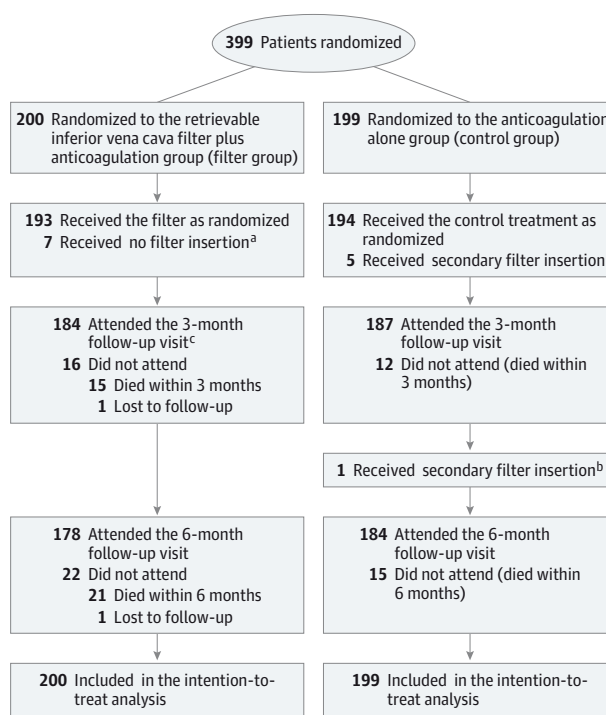 399 Patients randomized
200 Randomized to the retrievable
inferior vena cava filter plus
anticoagulation group (filter group)
199 Randomized to the anticoagulation
alone group (control group)
193 Received the filter as randomized
7 Received no filter insertionᵃ
194 Received the control treatment as
randomized
5 Received secondary filter insertion
184 Attended the 3-month
follow-up visitᶜ
16 Did not attend
15 Died within 3 months
1 Lost to follow-up
187 Attended the 3-month
follow-up visit
12 Did not attend (died within
3 months)
1 Received secondary filter insertionᵇ
178 Attended the 6-month
follow-up visit
22 Did not attend
21 Died within 6 months
1 Lost to follow-up
184 Attended the 6-month
follow-up visit
15 Did not attend (died within
6 months)
200 Included in the intention-to-
treat analysis
199 Included in the intention-to-
treat analysis